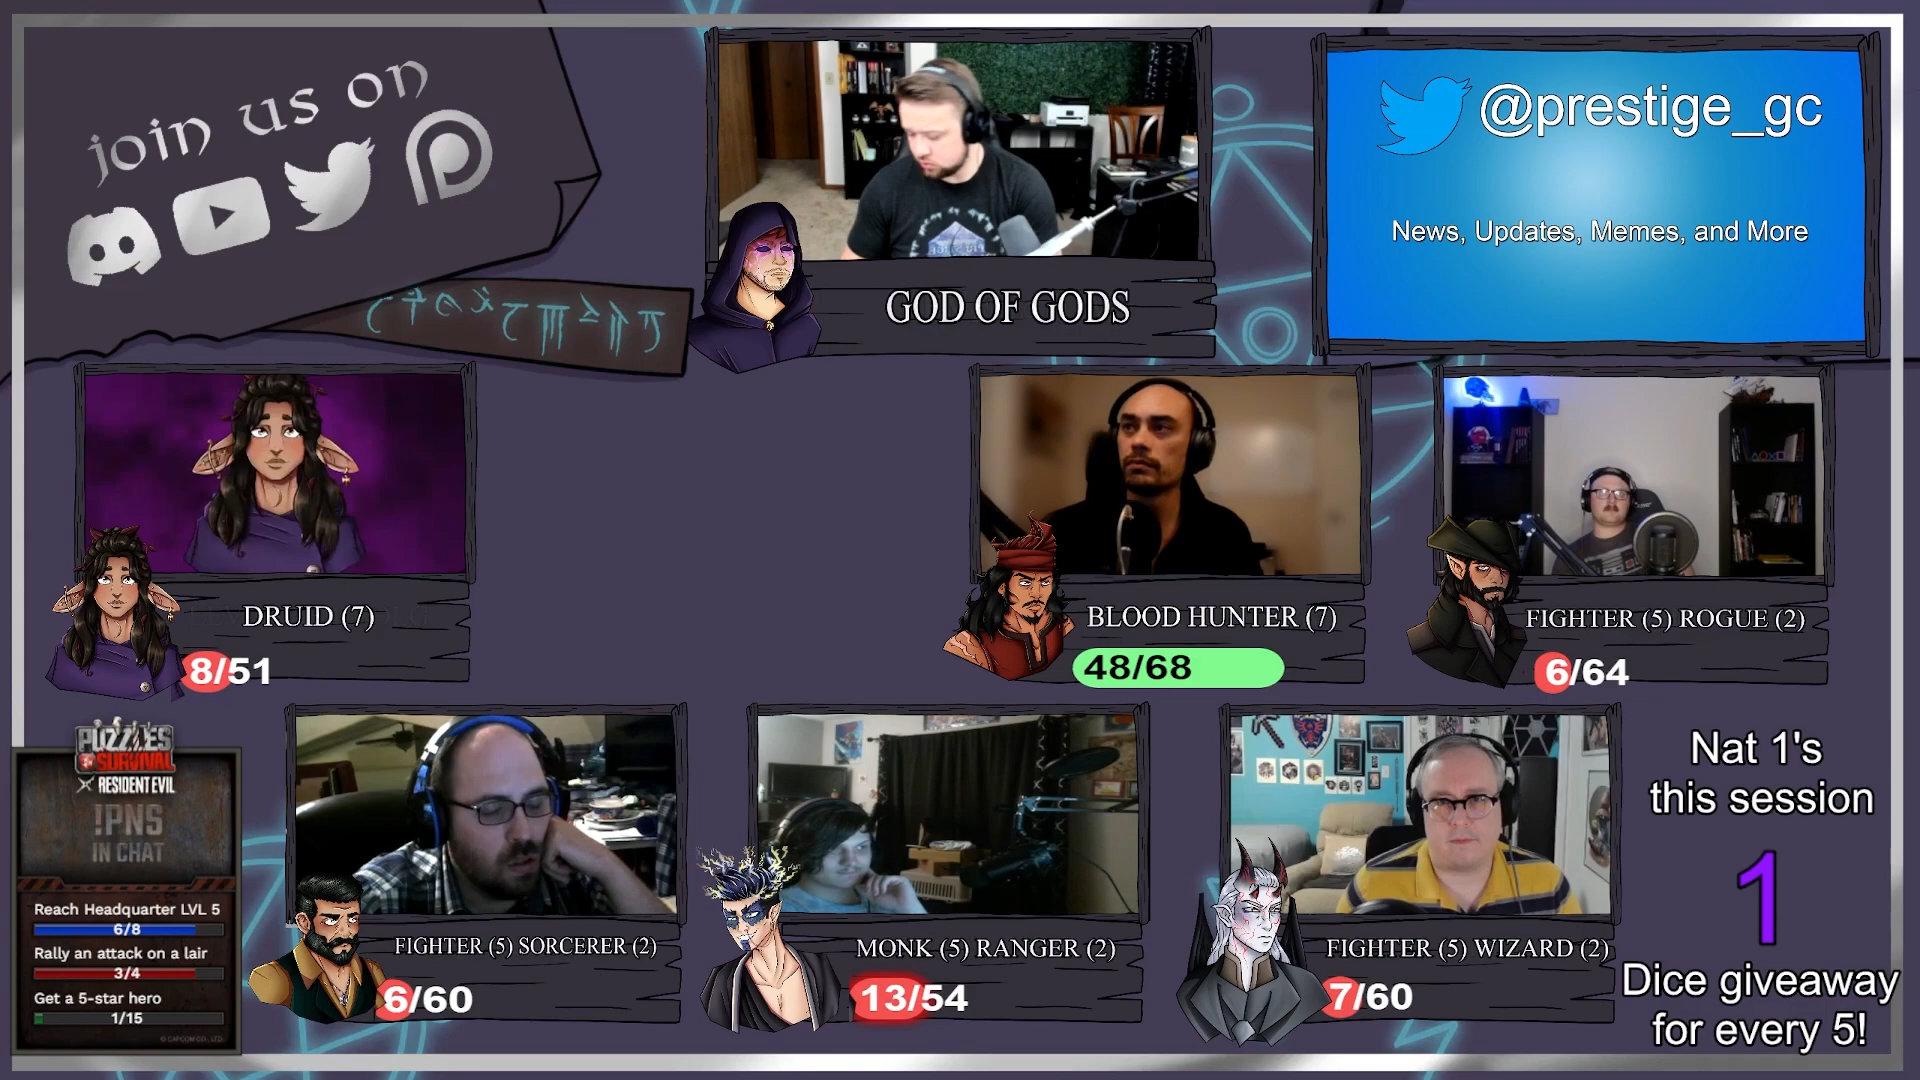 join us on
@prestige_gc
News, Updates, Memes, and More
GOD OF GODS
DRUID (7)
8/51
BLOOD HUNTER (7)
48/68
FIGHTER (5) ROGUE (2)
6/64
PUZZLES
& SURVIVAL
X RESIDENT EVIL
!PNS
IN CHAT
Reach Headquarter LVL 5
6/8
Rally an attack on a lair
3/4
Get a 5-star hero
1/15
© CAPCOM CO., LTD.
FIGHTER (5) SORCERER (2)
6/60
MONK (5) RANGER (2)
13/54
FIGHTER (5) WIZARD (2)
7/60
Nat 1's
this session
1
Dice giveaway
for every 5!